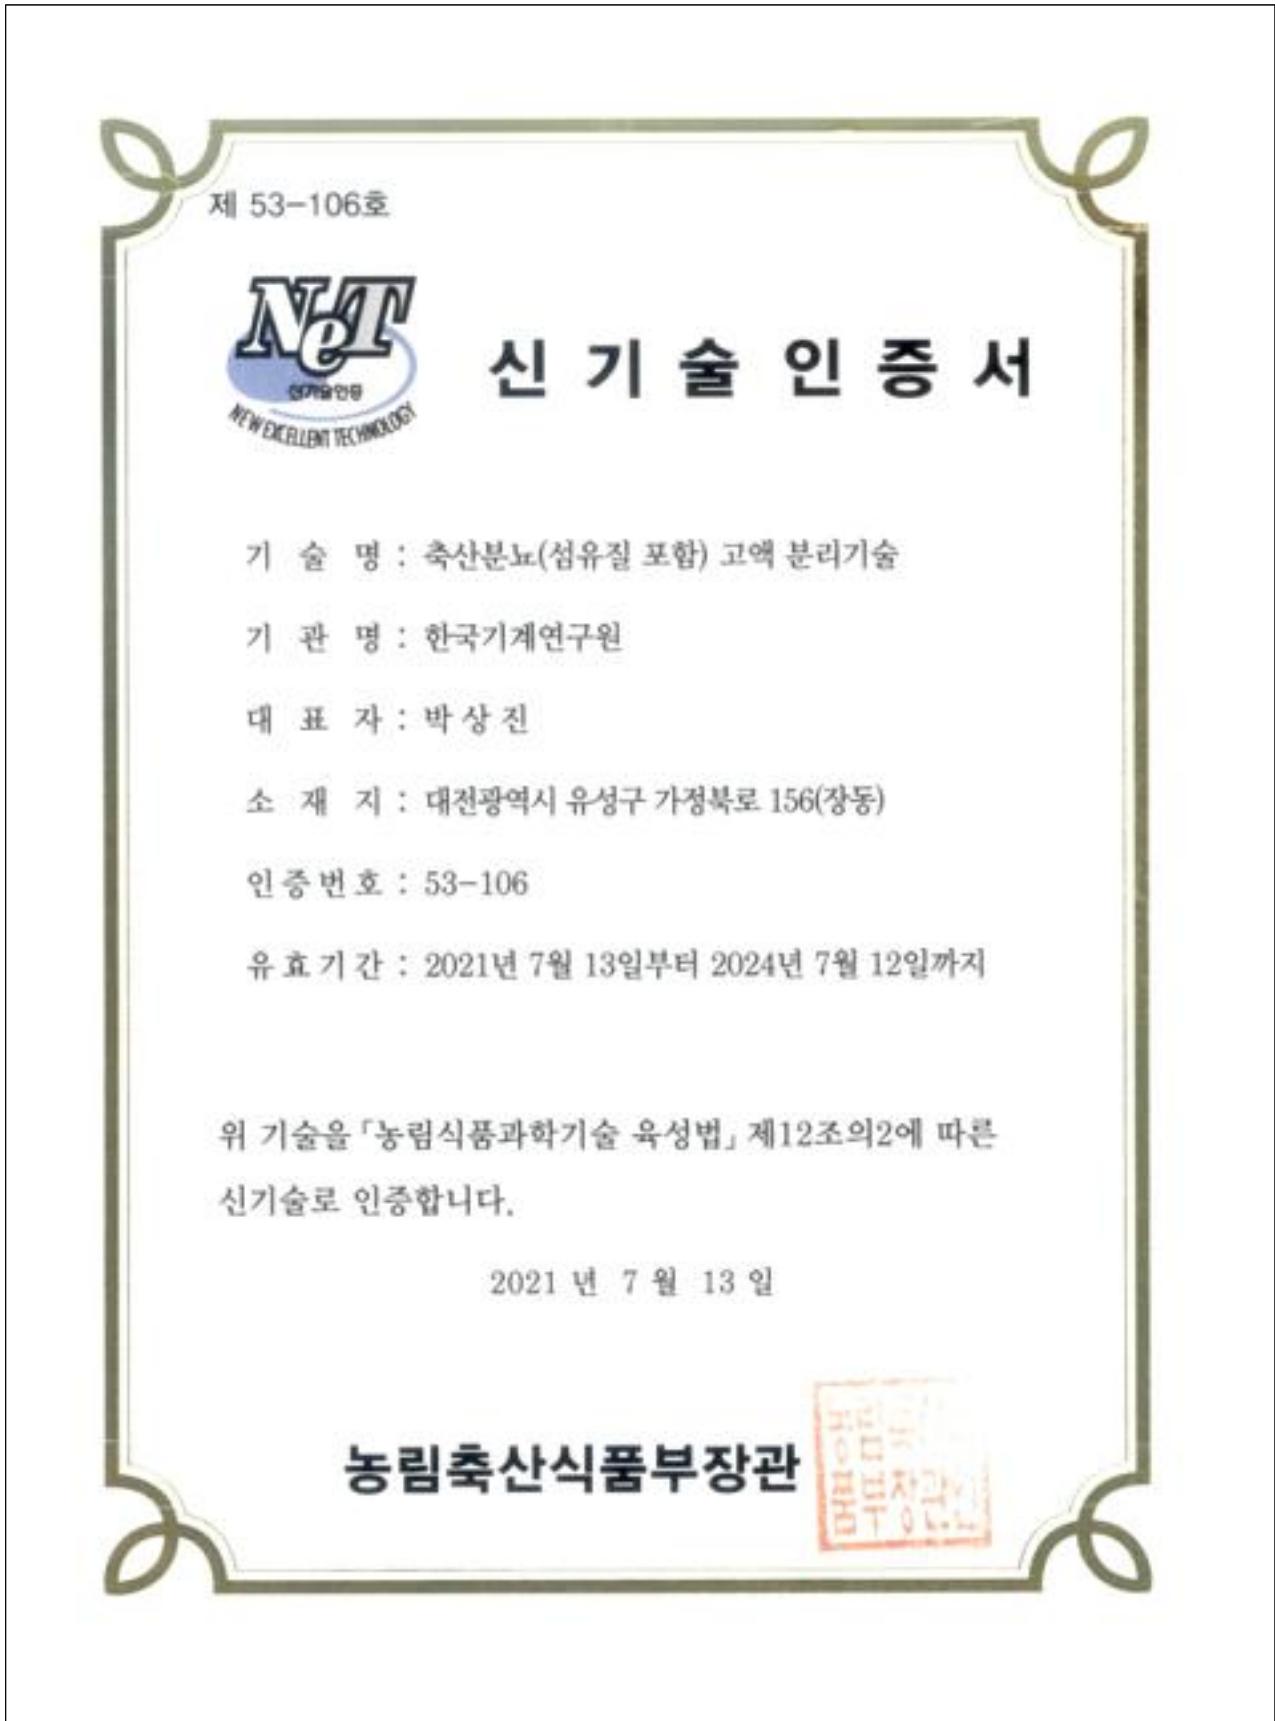 제 53-106호
NeT
신기술인증
NEW EXCELLENT TECHNOLOGY
신기술인증서
기 술 명 : 축산분뇨(섬유질 포함) 고액 분리기술
기 관 명 : 한국기계연구원
대 표 자 : 박 상 진
소 재 지 : 대전광역시 유성구 가정북로 156(장동)
인증번호 : 53-106
유효기간 : 2021년 7월 13일부터 2024년 7월 12일까지
위 기술을 「농림식품과학기술 육성법」 제12조의2에 따른
신기술로 인증합니다.
2021 년 7 월 13 일
농림축산식품부장관
품부장관인